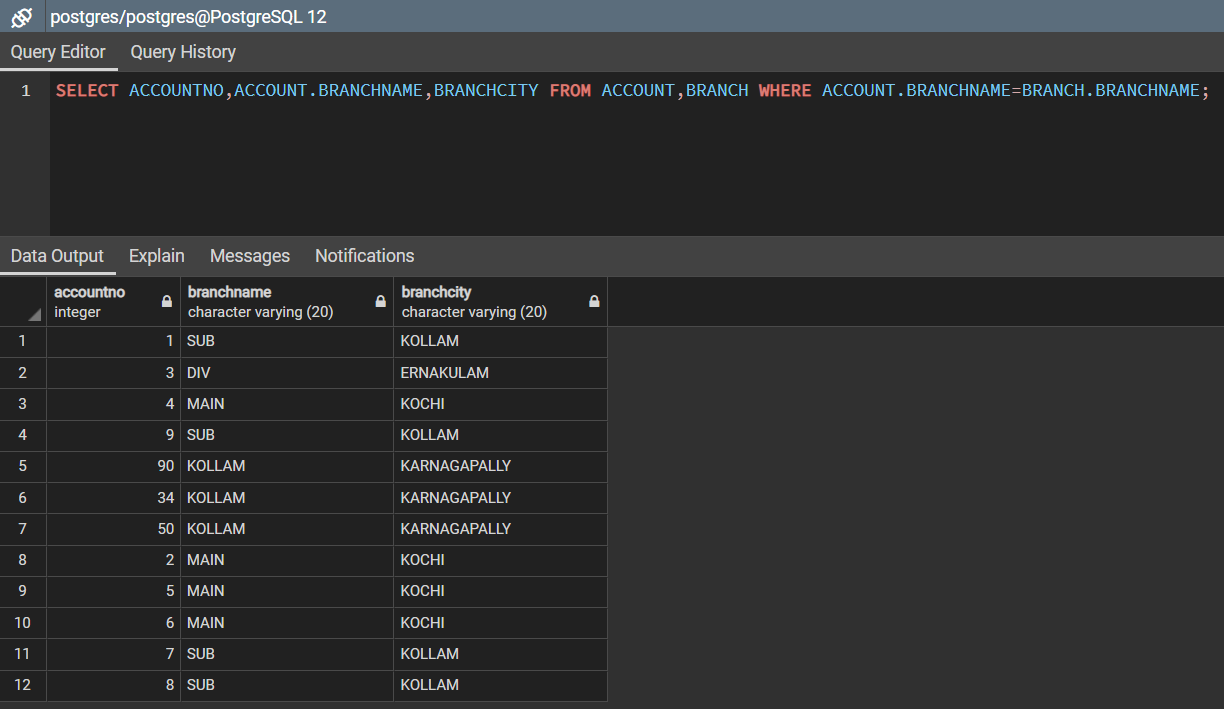 postgres/postgres@PostgreSQL 12
Query Editor Query History
1 SELECT ACCOUNTNO,ACCOUNT.BRANCHNAME,BRANCHCITY FROM ACCOUNT,BRANCH WHERE ACCOUNT.BRANCHNAME=BRANCH.BRANCHNAME;
Data Output Explain Messages Notifications
accountno branchname branchcity
integer character varying (20) character varying (20)
1 1 SUB KOLLAM
2 3 DIV ERNAKULAM
3 4 MAIN KOCHI
4 9 SUB KOLLAM
5 90 KOLLAM KARNAGAPALLY
6 34 KOLLAM KARNAGAPALLY
7 50 KOLLAM KARNAGAPALLY
8 2 MAIN KOCHI
9 5 MAIN KOCHI
10 6 MAIN KOCHI
11 7 SUB KOLLAM
12 8 SUB KOLLAM